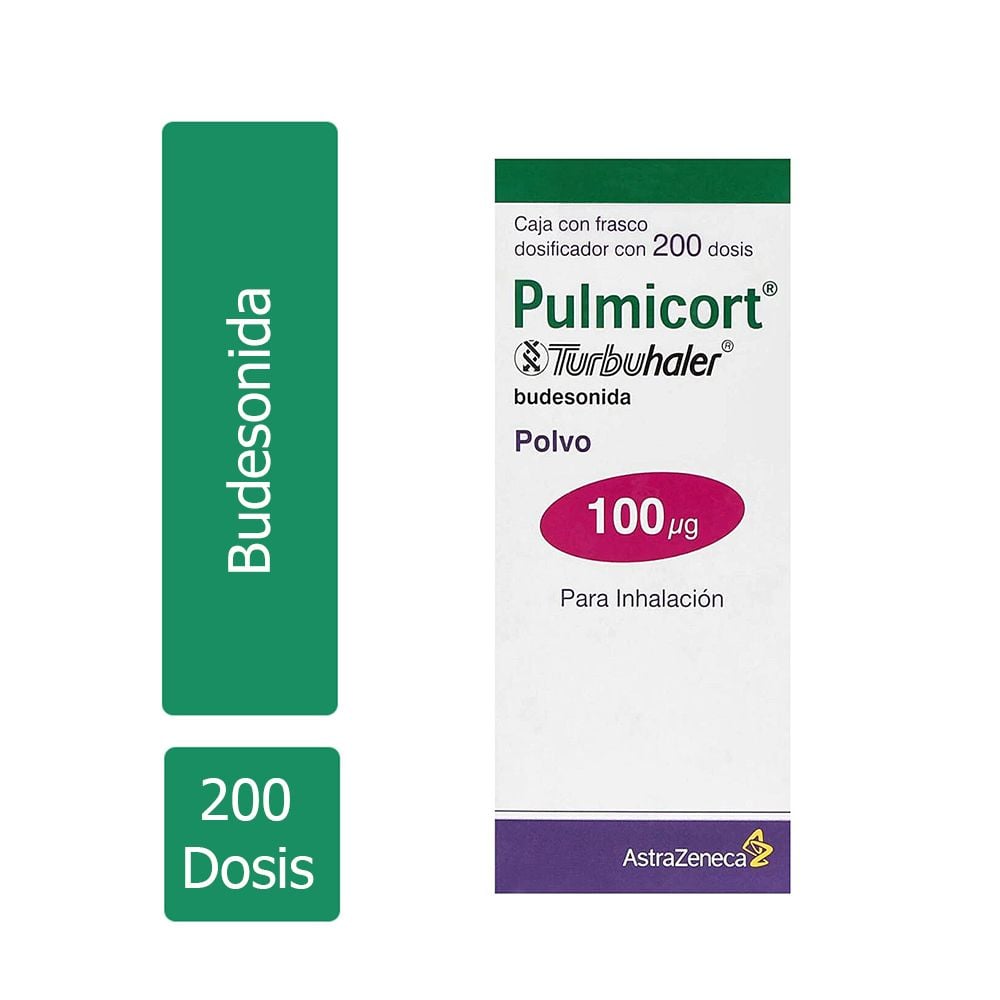 Budesonida
200
Dosis
Caja con frasco
dosificador con 200 dosis
Pulmicort®
Turbuhaler®
budesonida
Polvo
100 µg
Para Inhalación
AstraZeneca